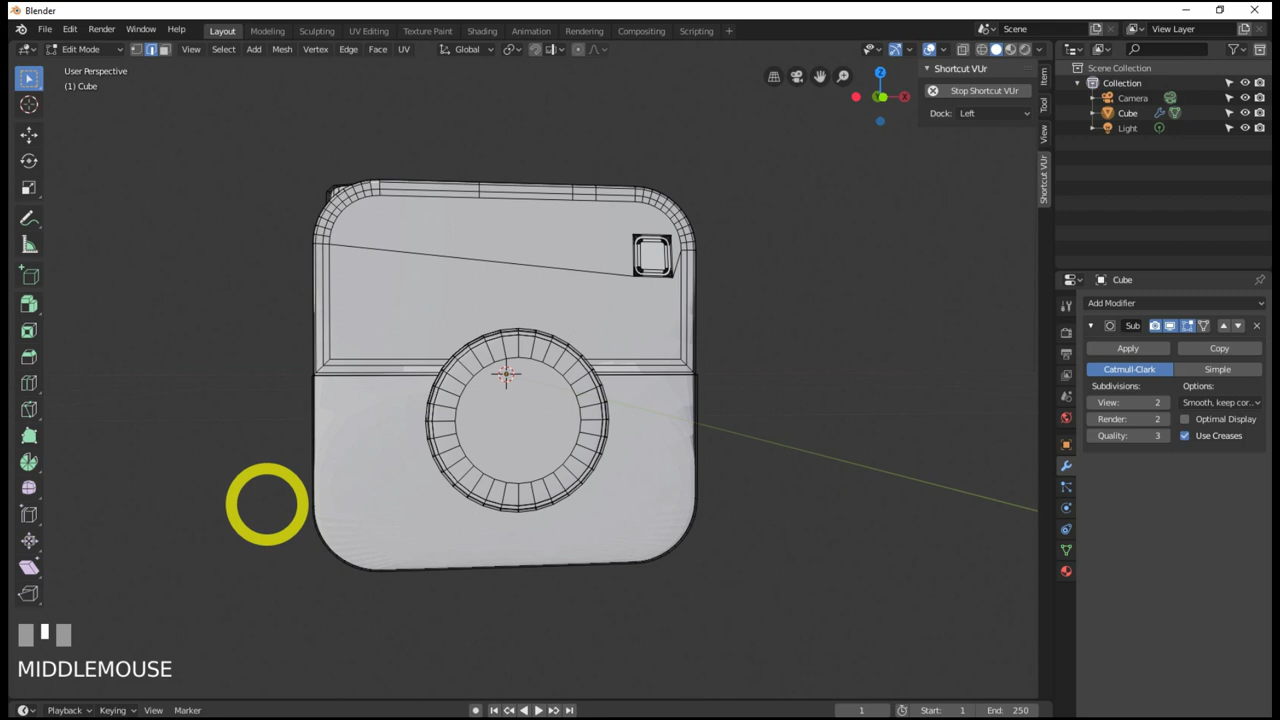 Blender
File Edit Render Window Help Layout Modeling Sculpting UV Editing Texture Paint Shading Animation Rendering Compositing Scripting Scene View Layer
Edit Mode View Select Add Mesh Vertex Edge Face UV Global
User Perspective
(1) Cube
Shortcut VUr
Stop Shortcut VUr
Dock: Left
Item
Tool
View
Shortcut VUr
Z
Scene Collection
Collection
Camera
Cube
Light
Cube
Add Modifier
Sub
Apply Copy
Catmull-Clark Simple
Subdivisions: Options:
View: 2 Smooth, keep cor..
Render: 2 Optimal Display
Quality: 3 Use Creases
MIDDLEMOUSE
Playback Keying View Marker 1 Start: 1 End: 250